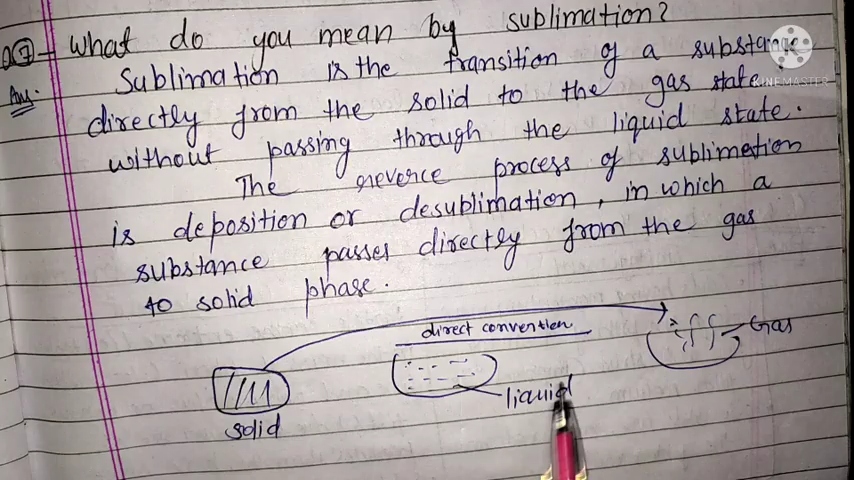 Q7 - What do you mean by sublimation?
Ans. Sublimation is the transition of a substance
directly from the solid to the gas state,
without passing through the liquid state.
The reverce process of sublimation
is deposition or desublimation, in which a
substance passes directly from the gas
to solid phase.
direct convention
Gas
liquid
solid
KINEMASTER